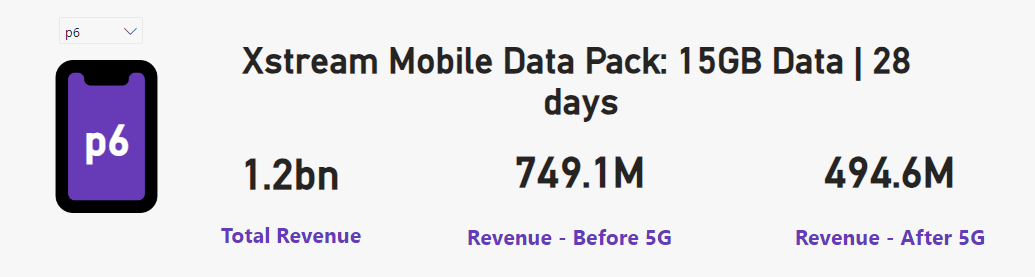 p6
Xstream Mobile Data Pack: 15GB Data | 28
days
p6
1.2bn
749.1M
494.6M
Total Revenue
Revenue - Before 5G
Revenue - After 5G